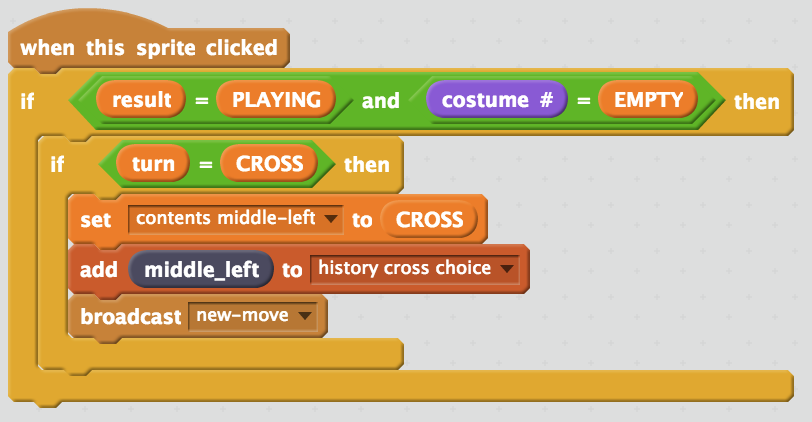 when this sprite clicked
if result = PLAYING and costume # = EMPTY then
if turn = CROSS then
set contents middle-left to CROSS
add middle_left to history cross choice
broadcast new-move